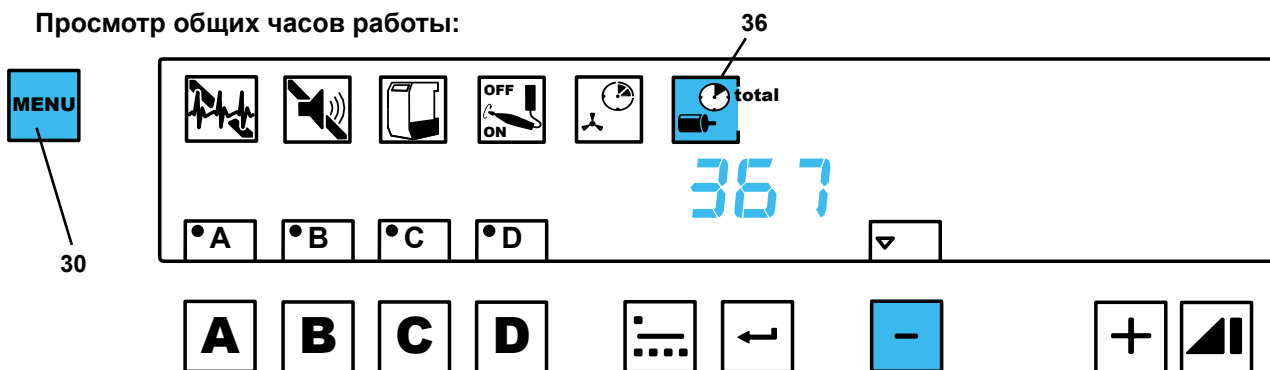 Просмотр общих часов работы:
36
MENU
OFF
ON
total
367
A
B
C
D
30
A
B
C
D
-
+